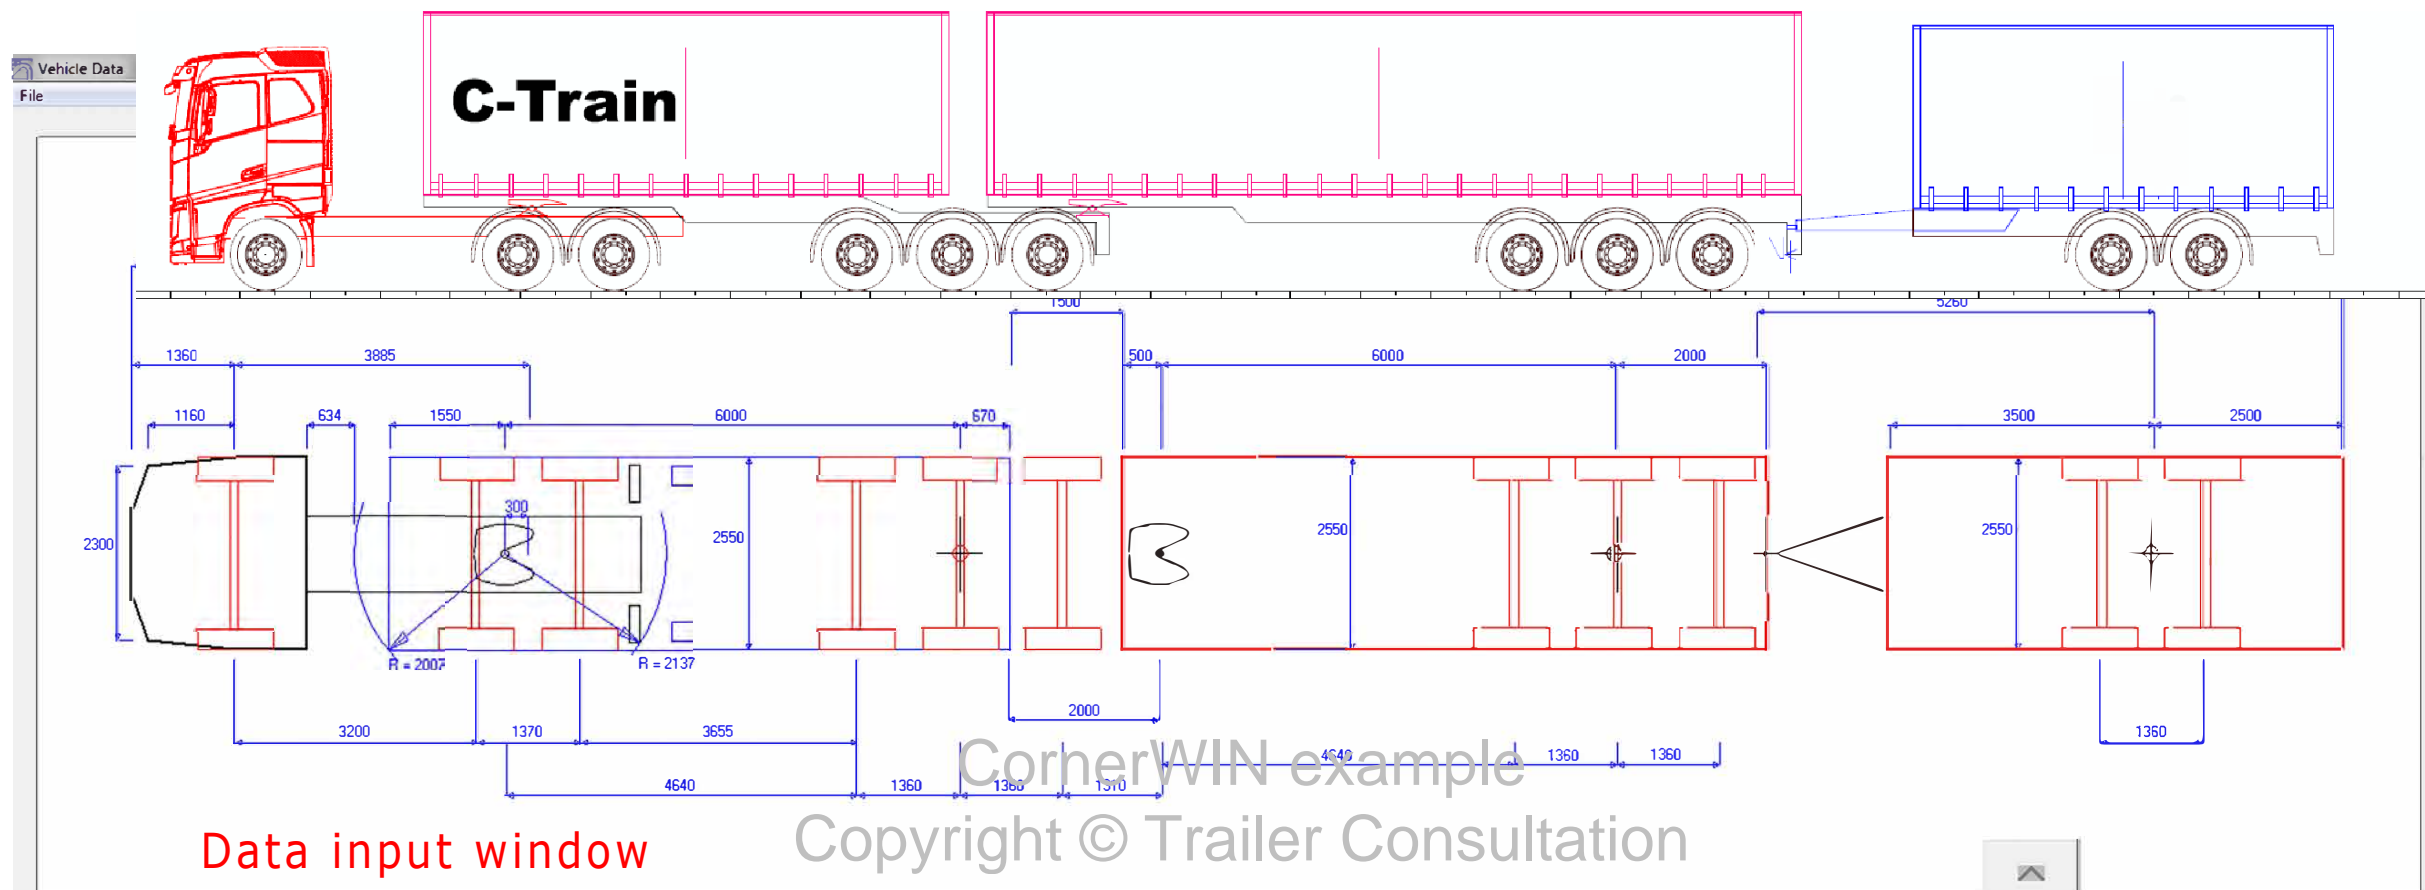 C-Train
Vehicle Data
File
1500 5260
1360 3885 500 6000 2000
1160 634 1550 6000 670 3500 2500
300
2300 2550 2550 2550
R = 2007 R = 2137
2000
3200 1370 3655 1360
4640 1360 1360
4640 1360 1360 1370
CornerWIN example
Copyright © Trailer Consultation
Data input window